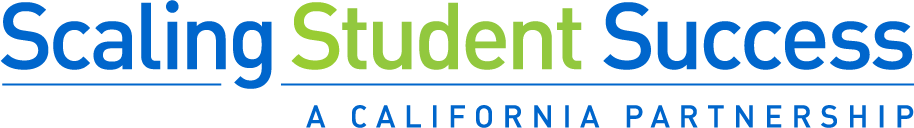 Scaling Student Success
A CALIFORNIA PARTNERSHIP